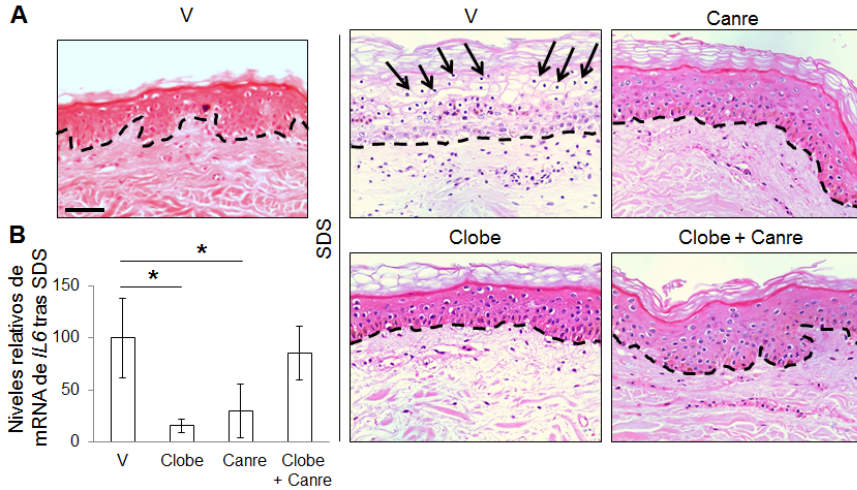 A
V
V
Canre
SDS
Clobe
Clobe + Canre
B
Niveles relativos de
mRNA de IL6 tras SDS
150
100
50
0
*
*
V
Clobe
Canre
Clobe
+ Canre